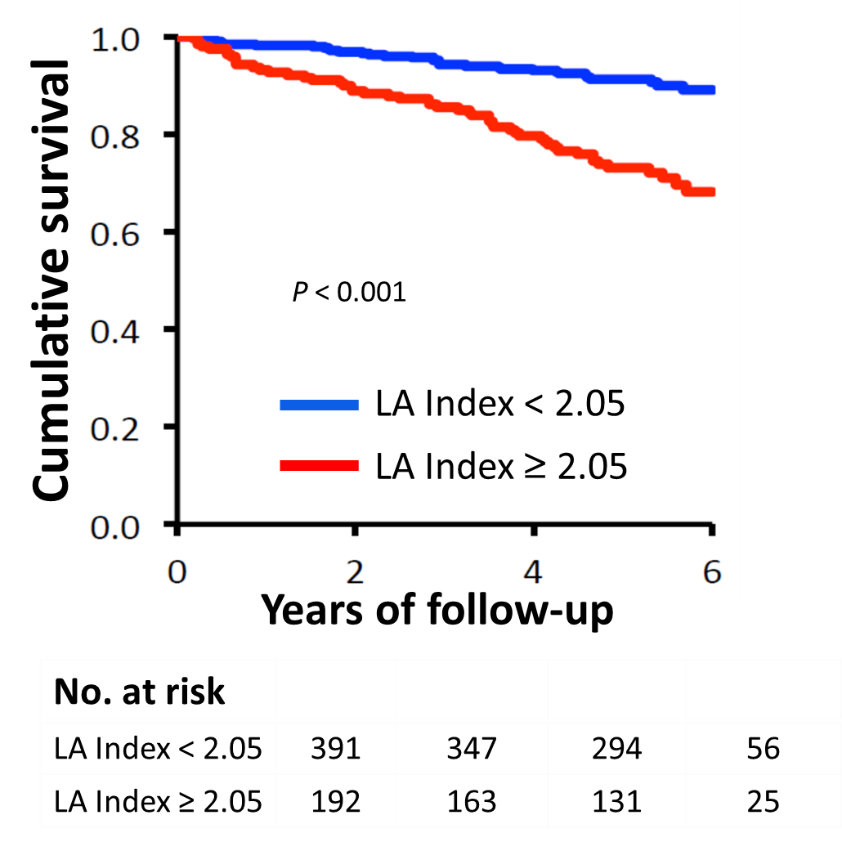 1.0
0.8
0.6
0.4
0.2
0.0
Cumulative survival
P < 0.001
LA Index < 2.05
LA Index ≥ 2.05
0 2 4 6
Years of follow-up
No. at risk
LA Index < 2.05 391 347 294 56
LA Index ≥ 2.05 192 163 131 25